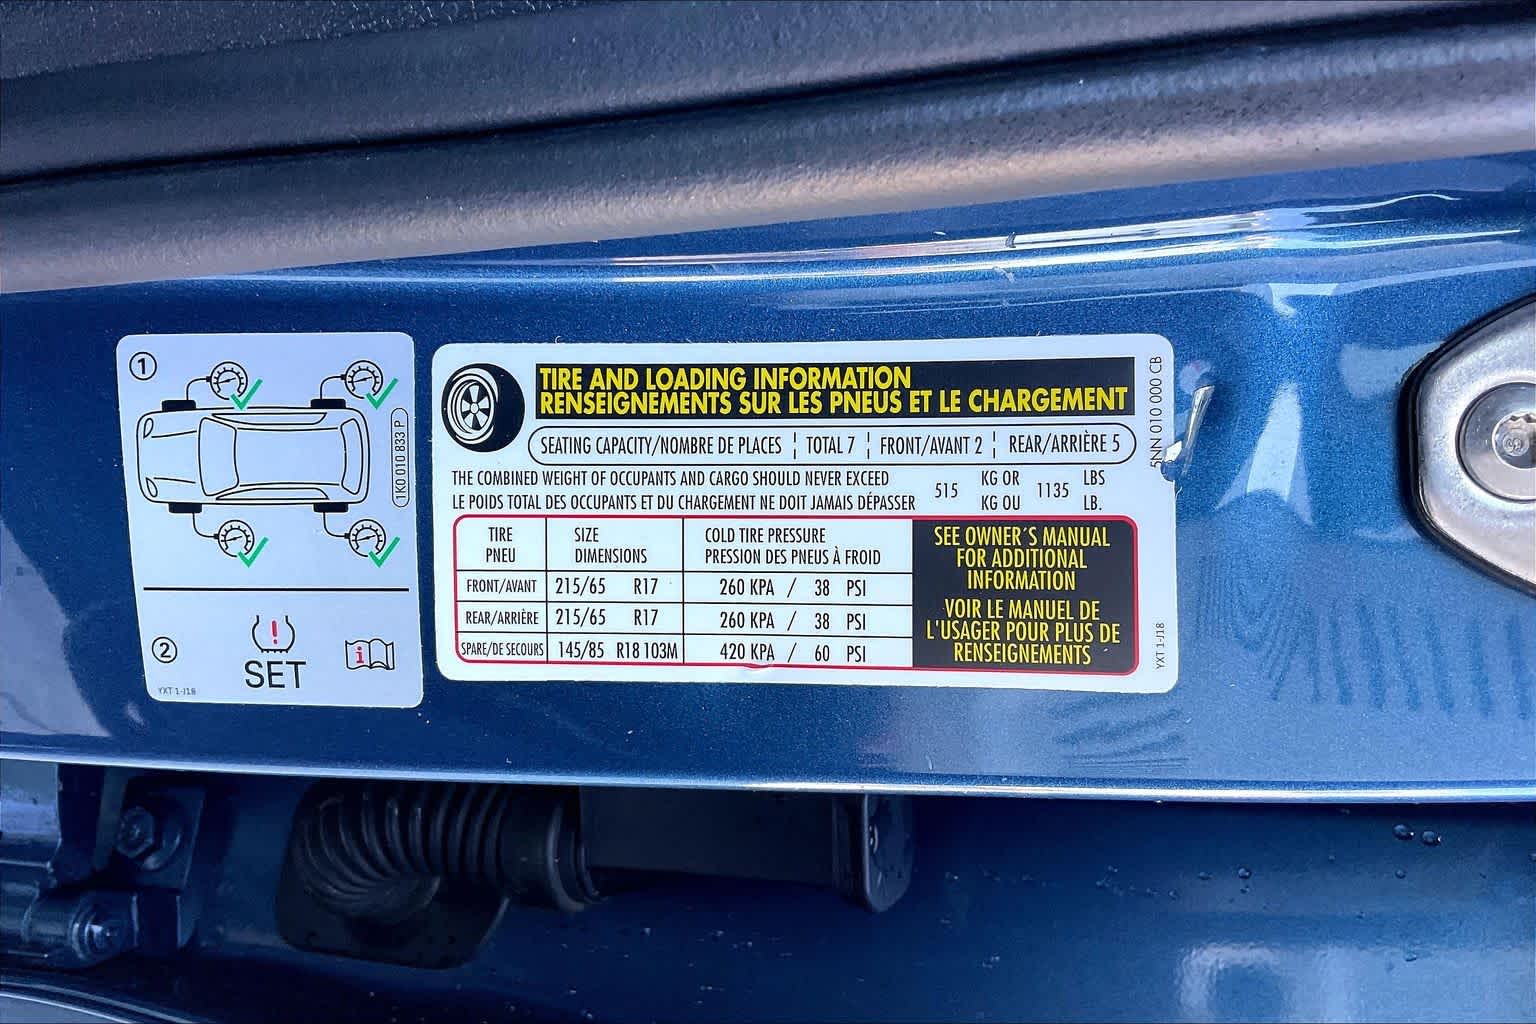 1
1K0 010 833 P
2
!
SET
i
YXT 1-J18
TIRE AND LOADING INFORMATION
RENSEIGNEMENTS SUR LES PNEUS ET LE CHARGEMENT
SEATING CAPACITY/NOMBRE DE PLACES ¦ TOTAL 7 ¦ FRONT/AVANT 2 ¦ REAR/ARRIÈRE 5
THE COMBINED WEIGHT OF OCCUPANTS AND CARGO SHOULD NEVER EXCEED 515 KG OR 1135 LBS
LE POIDS TOTAL DES OCCUPANTS ET DU CHARGEMENT NE DOIT JAMAIS DÉPASSER KG OU LB.
TIRE SIZE COLD TIRE PRESSURE
PNEU DIMENSIONS PRESSION DES PNEUS À FROID
FRONT/AVANT 215/65 R17 260 KPA / 38 PSI
REAR/ARRIÈRE 215/65 R17 260 KPA / 38 PSI
SPARE/DE SECOURS 145/85 R18 103M 420 KPA / 60 PSI
SEE OWNER'S MANUAL
FOR ADDITIONAL
INFORMATION
VOIR LE MANUEL DE
L'USAGER POUR PLUS DE
RENSEIGNEMENTS
5NN 010 000 CB
YXT 1-J18